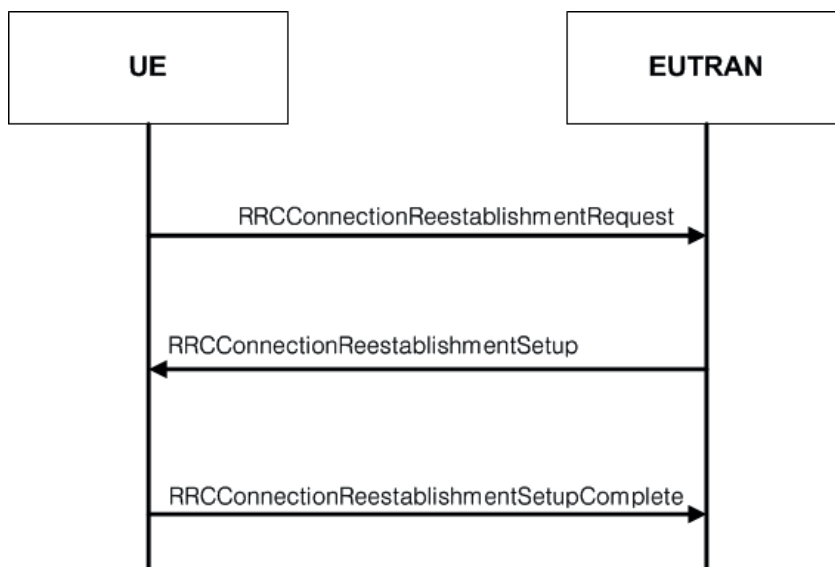 UE
EUTRAN
RRCConnectionReestablishmentRequest
RRCConnectionReestablishmentSetup
RRCConnectionReestablishmentSetupComplete